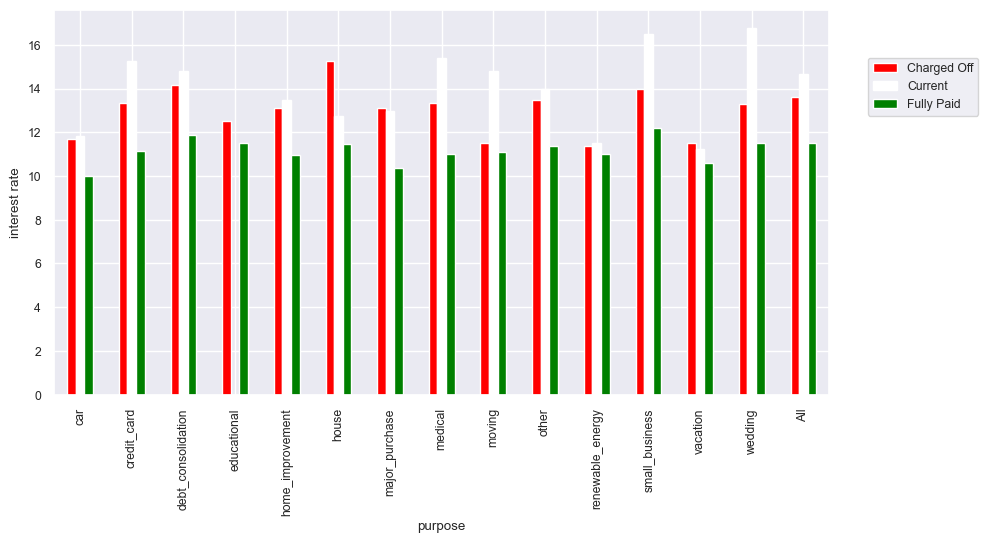 16
14
12
10
8
6
4
2
0
interest rate
car
credit_card
debt_consolidation
educational
home_improvement
house
major_purchase
medical
moving
other
renewable_energy
small_business
vacation
wedding
All
purpose
Charged Off
Current
Fully Paid